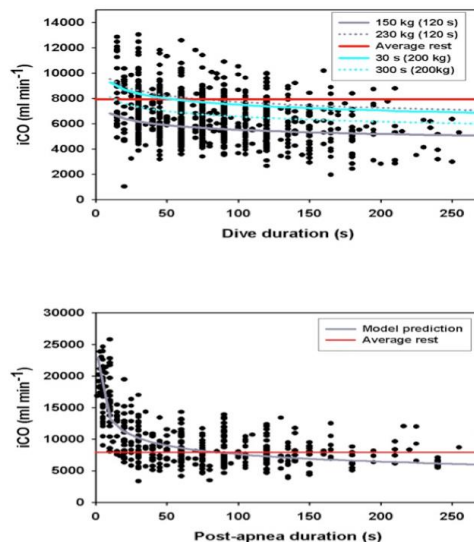 14000
12000
10000
8000
6000
4000
2000
0
iCO (ml min⁻¹)
150 kg (120 s)
230 kg (120 s)
Average rest
30 s (200 kg)
300 s (200kg)
0 50 100 150 200 250
Dive duration (s)
30000
25000
20000
15000
10000
5000
0
iCO (ml min⁻¹)
Model prediction
Average rest
0 50 100 150 200 250
Post-apnea duration (s)